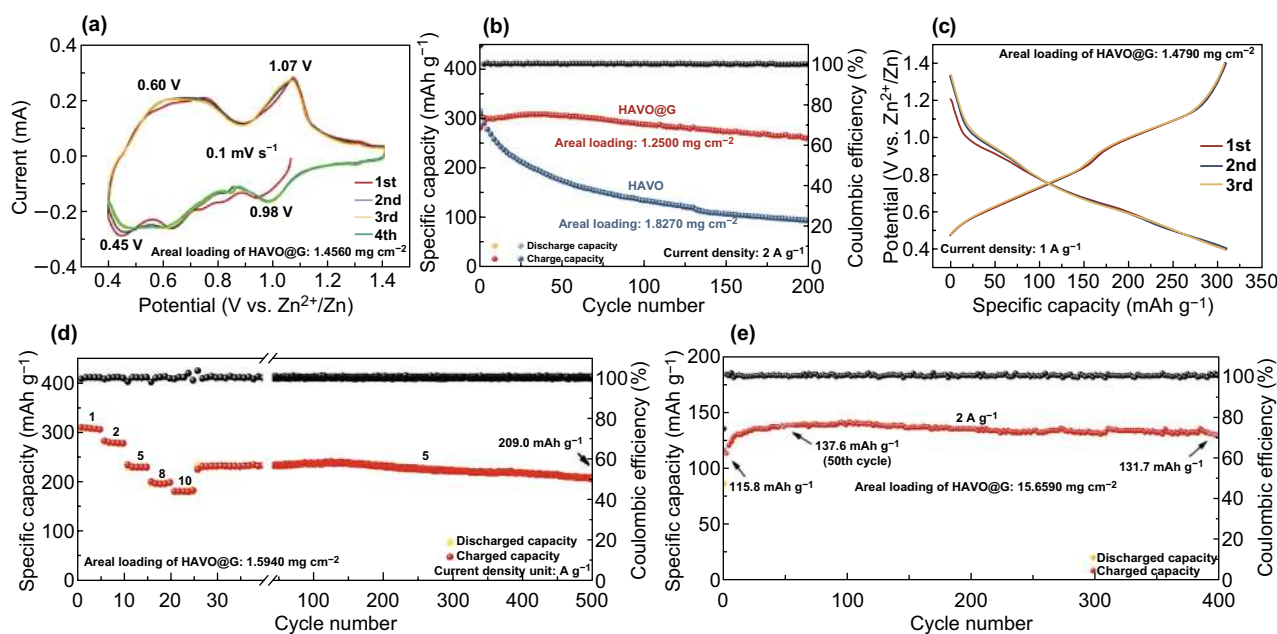 (a)
0.4
0.2
0.0
−0.2
−0.4
Current (mA)
0.60 V
1.07 V
0.1 mV s⁻¹
0.98 V
0.45 V
1st
2nd
3rd
4th
Areal loading of HAVO@G: 1.4560 mg cm⁻²
0.4 0.6 0.8 1.0 1.2 1.4
Potential (V vs. Zn²⁺/Zn)
(b)
400
300
200
100
0
Specific capacity (mAh g⁻¹)
HAVO@G
Areal loading: 1.2500 mg cm⁻²
HAVO
Areal loading: 1.8270 mg cm⁻²
Discharge capacity
Charge capacity
Current density: 2 A g⁻¹
100
80
60
40
20
0
Coulombic efficiency (%)
0 50 100 150 200
Cycle number
(c)
Areal loading of HAVO@G: 1.4790 mg cm⁻²
1.4
1.2
1.0
0.8
0.6
0.4
Potential (V vs. Zn²⁺/Zn)
1st
2nd
3rd
Current density: 1 A g⁻¹
0 50 100 150 200 250 300 350
Specific capacity (mAh g⁻¹)
(d)
400
300
200
100
0
Specific capacity (mAh g⁻¹)
1
2
5
8
10
5
209.0 mAh g⁻¹
Areal loading of HAVO@G: 1.5940 mg cm⁻²
Discharged capacity
Charged capacity
Current density unit: A g⁻¹
100
80
60
40
20
0
Coulombic efficiency (%)
0 10 20 30 100 200 300 400 500
Cycle number
(e)
200
150
100
50
0
Specific capacity (mAh g⁻¹)
2 A g⁻¹
137.6 mAh g⁻¹
(50th cycle)
131.7 mAh g⁻¹
115.8 mAh g⁻¹
Areal loading of HAVO@G: 15.6590 mg cm⁻²
Discharged capacity
Charged capacity
100
80
60
40
20
0
Coulombic efficiency (%)
0 100 200 300 400
Cycle number